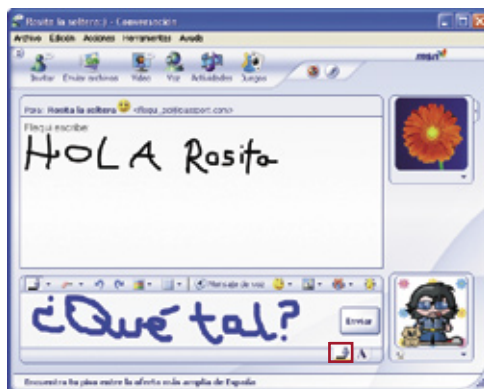 Rosita la soltera :) - Conversación
Archivo Edición Acciones Herramientas Ayuda
Invitar Enviar archivos Video Voz Actividades Juegos
msn
Para: Rosita la soltera
Flequi escribe:
HOLA Rosita
Mensaje de voz
¿Qué tal?
Enviar
A
Encuentra tu piso entre la oferta más amplia de España